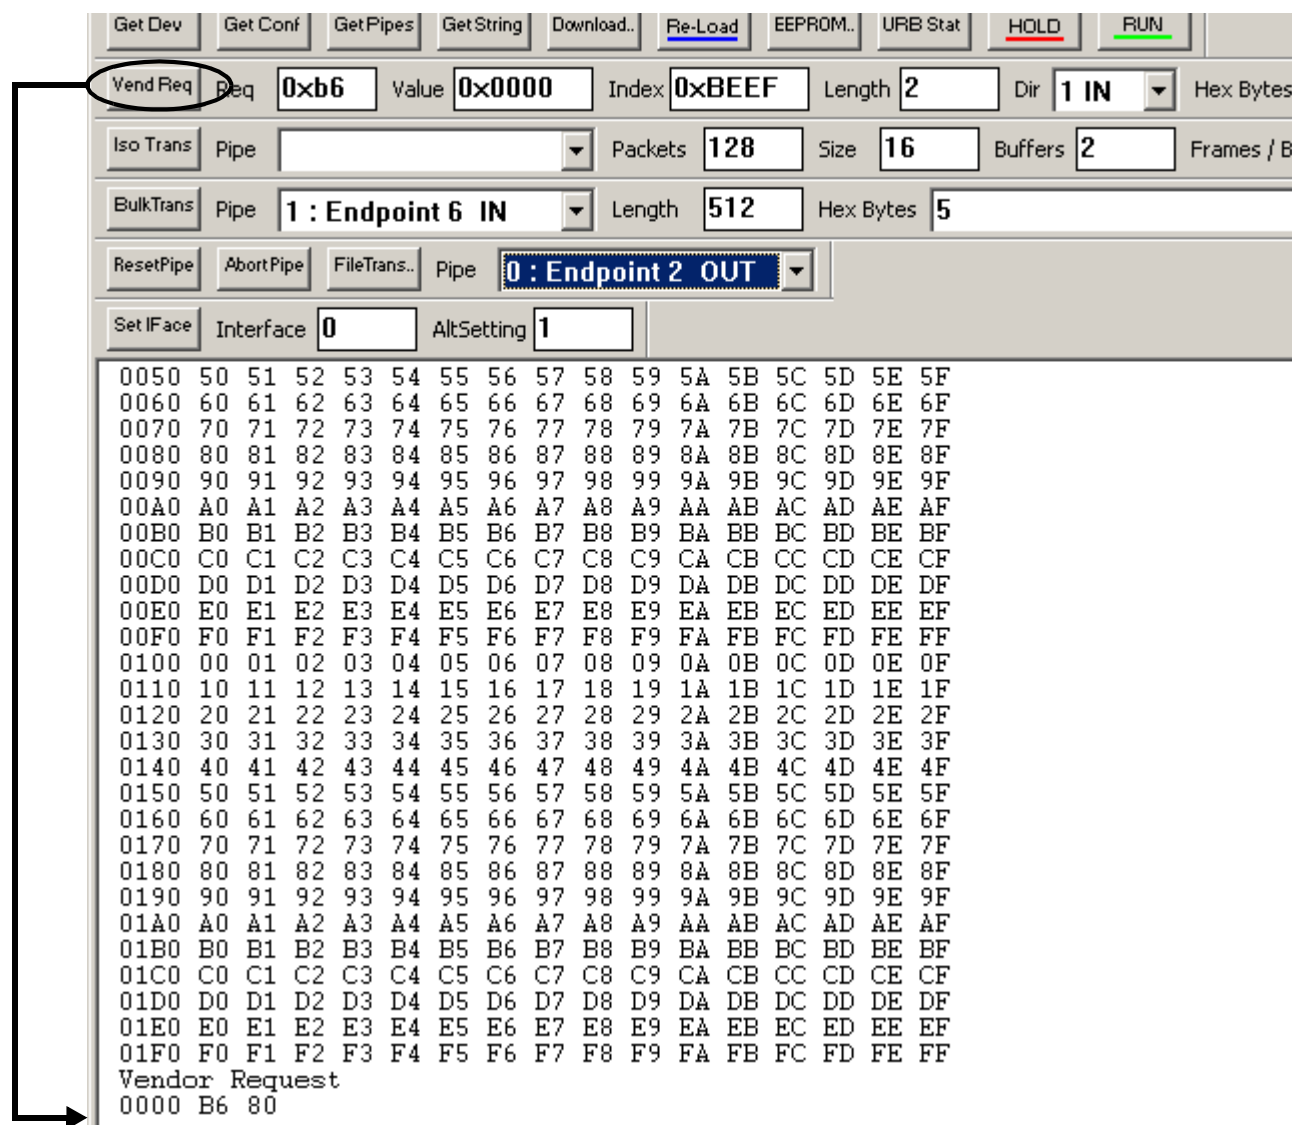 Get Dev Get Conf GetPipes GetString Download.. Re-Load EEPROM.. URB Stat HOLD RUN
Vend Req Req 0xb6 Value 0x0000 Index 0xBEEF Length 2 Dir 1 IN Hex Bytes
Iso Trans Pipe Packets 128 Size 16 Buffers 2 Frames / B
BulkTrans Pipe 1 : Endpoint 6 IN Length 512 Hex Bytes 5
ResetPipe AbortPipe FileTrans.. Pipe 0 : Endpoint 2 OUT
Set IFace Interface 0 AltSetting 1
0050 50 51 52 53 54 55 56 57 58 59 5A 5B 5C 5D 5E 5F
0060 60 61 62 63 64 65 66 67 68 69 6A 6B 6C 6D 6E 6F
0070 70 71 72 73 74 75 76 77 78 79 7A 7B 7C 7D 7E 7F
0080 80 81 82 83 84 85 86 87 88 89 8A 8B 8C 8D 8E 8F
0090 90 91 92 93 94 95 96 97 98 99 9A 9B 9C 9D 9E 9F
00A0 A0 A1 A2 A3 A4 A5 A6 A7 A8 A9 AA AB AC AD AE AF
00B0 B0 B1 B2 B3 B4 B5 B6 B7 B8 B9 BA BB BC BD BE BF
00C0 C0 C1 C2 C3 C4 C5 C6 C7 C8 C9 CA CB CC CD CE CF
00D0 D0 D1 D2 D3 D4 D5 D6 D7 D8 D9 DA DB DC DD DE DF
00E0 E0 E1 E2 E3 E4 E5 E6 E7 E8 E9 EA EB EC ED EE EF
00F0 F0 F1 F2 F3 F4 F5 F6 F7 F8 F9 FA FB FC FD FE FF
0100 00 01 02 03 04 05 06 07 08 09 0A 0B 0C 0D 0E 0F
0110 10 11 12 13 14 15 16 17 18 19 1A 1B 1C 1D 1E 1F
0120 20 21 22 23 24 25 26 27 28 29 2A 2B 2C 2D 2E 2F
0130 30 31 32 33 34 35 36 37 38 39 3A 3B 3C 3D 3E 3F
0140 40 41 42 43 44 45 46 47 48 49 4A 4B 4C 4D 4E 4F
0150 50 51 52 53 54 55 56 57 58 59 5A 5B 5C 5D 5E 5F
0160 60 61 62 63 64 65 66 67 68 69 6A 6B 6C 6D 6E 6F
0170 70 71 72 73 74 75 76 77 78 79 7A 7B 7C 7D 7E 7F
0180 80 81 82 83 84 85 86 87 88 89 8A 8B 8C 8D 8E 8F
0190 90 91 92 93 94 95 96 97 98 99 9A 9B 9C 9D 9E 9F
01A0 A0 A1 A2 A3 A4 A5 A6 A7 A8 A9 AA AB AC AD AE AF
01B0 B0 B1 B2 B3 B4 B5 B6 B7 B8 B9 BA BB BC BD BE BF
01C0 C0 C1 C2 C3 C4 C5 C6 C7 C8 C9 CA CB CC CD CE CF
01D0 D0 D1 D2 D3 D4 D5 D6 D7 D8 D9 DA DB DC DD DE DF
01E0 E0 E1 E2 E3 E4 E5 E6 E7 E8 E9 EA EB EC ED EE EF
01F0 F0 F1 F2 F3 F4 F5 F6 F7 F8 F9 FA FB FC FD FE FF
Vendor Request
0000 B6 80